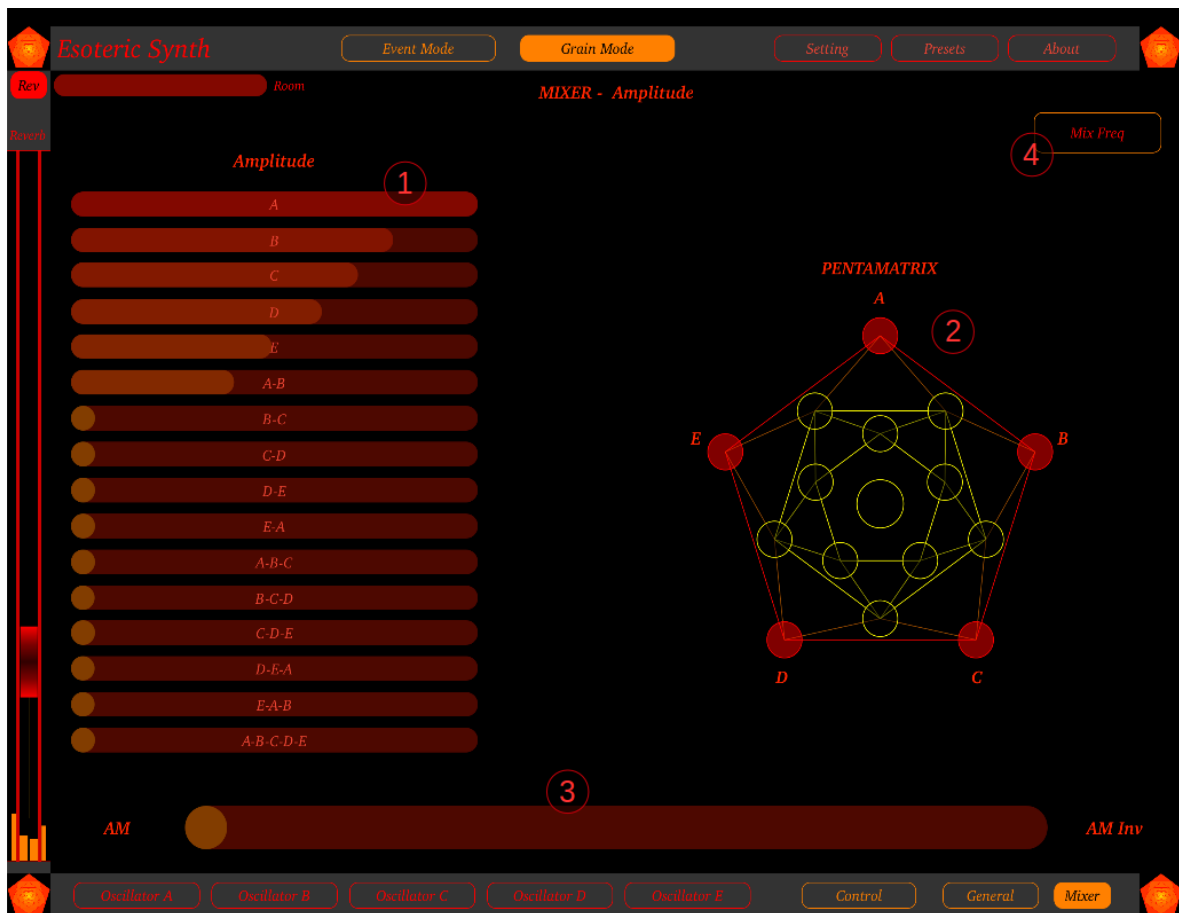 Esoteric Synth Event Mode Grain Mode Setting Presets About
Rev Room
MIXER - Amplitude
Reverb
Mix Freq
4
Amplitude
1
A
B
C
D
E
A-B
B-C
C-D
D-E
E-A
A-B-C
B-C-D
C-D-E
D-E-A
E-A-B
A-B-C-D-E
PENTAMATRIX
A
2
E B
D C
3
AM AM Inv
Oscillator A Oscillator B Oscillator C Oscillator D Oscillator E Control General Mixer